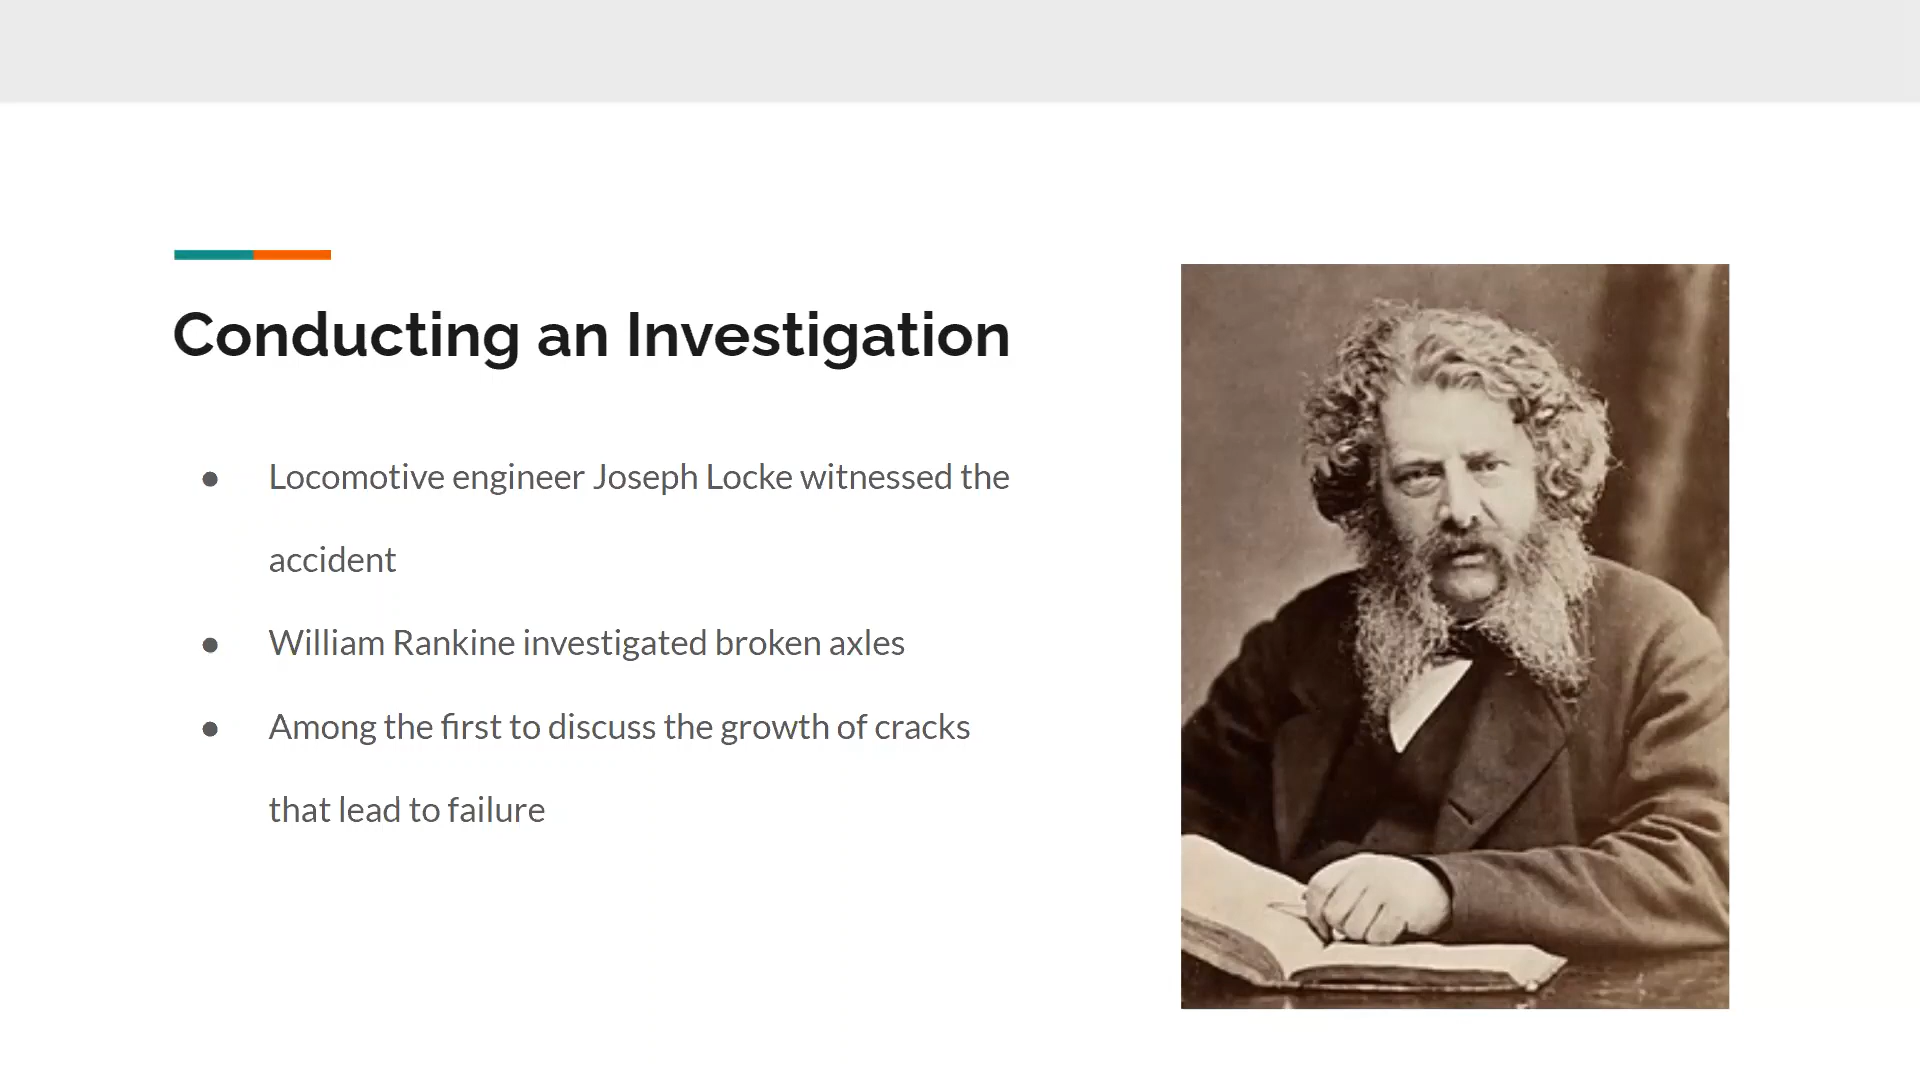 Conducting an Investigation
● Locomotive engineer Joseph Locke witnessed the
accident
● William Rankine investigated broken axles
● Among the first to discuss the growth of cracks
that lead to failure